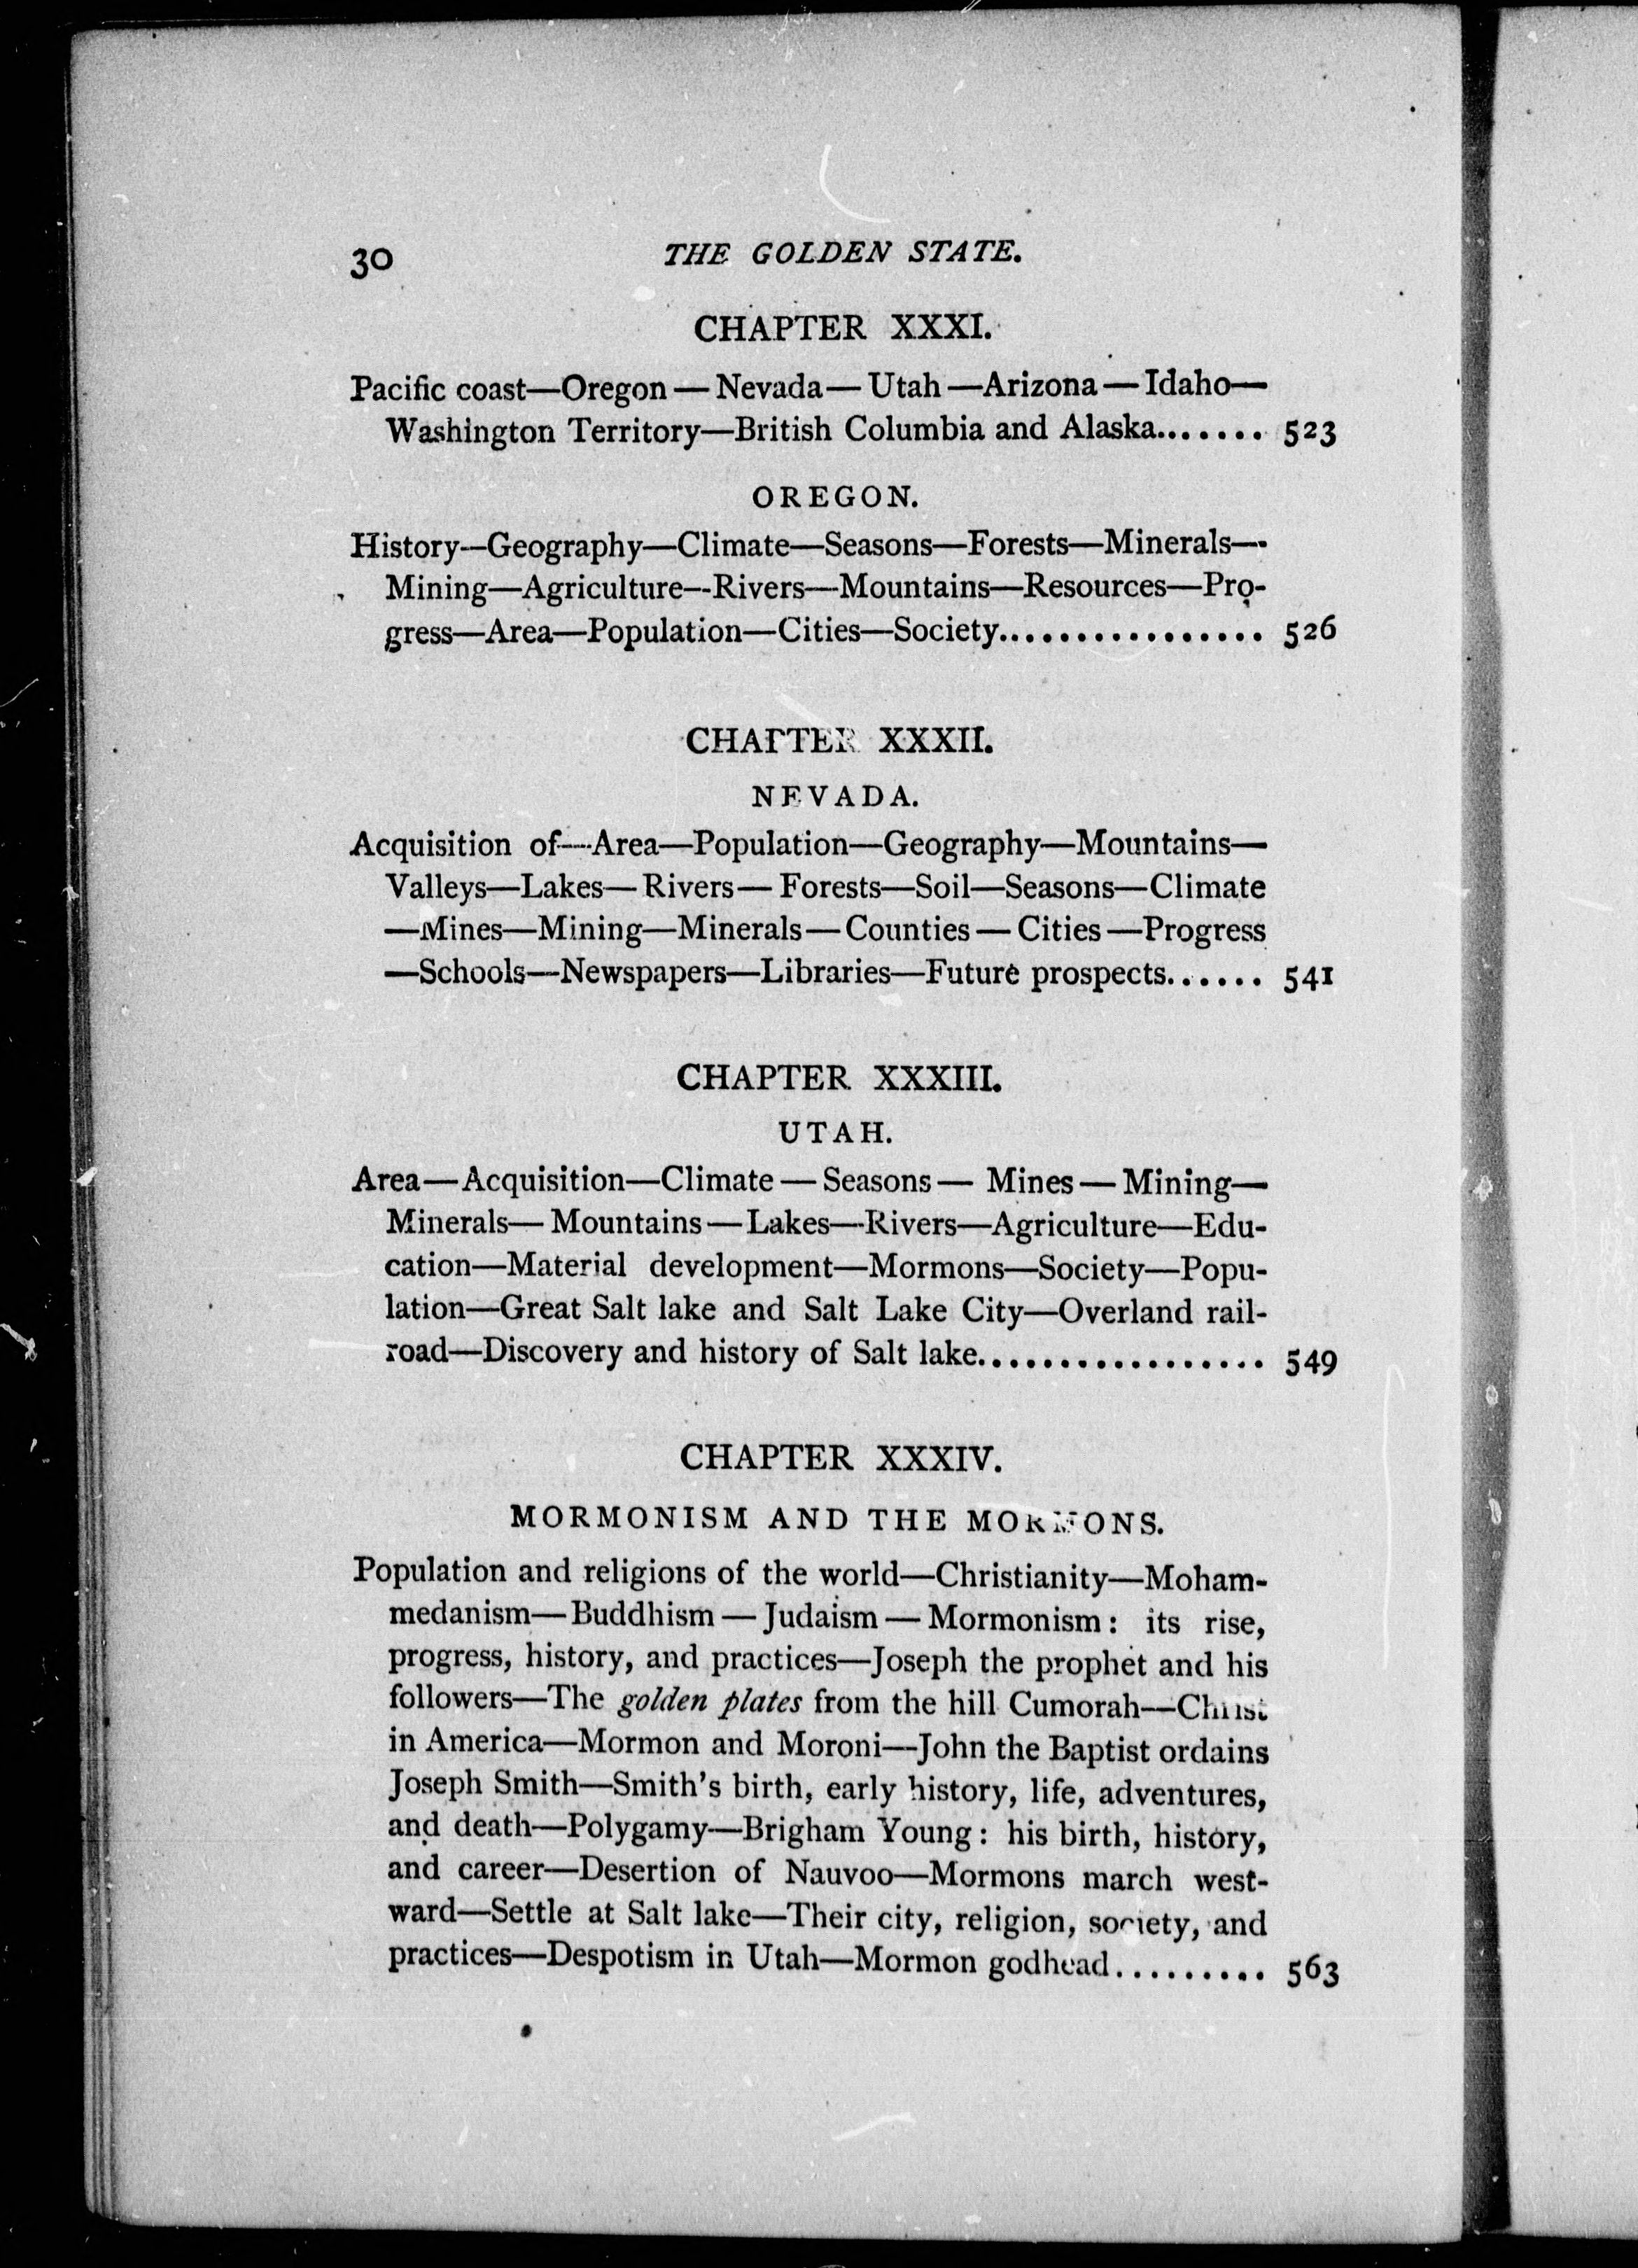 30 THE GOLDEN STATE.
CHAPTER XXXI.
Pacific coast—Oregon — Nevada— Utah —Arizona — Idaho—
Washington Territory—British Columbia and Alaska....... 523
OREGON.
History—Geography—Climate—Seasons—Forests—Minerals—
Mining—Agriculture—Rivers—Mountains—Resources—Pro-
gress—Area—Population—Cities—Society................ 526
CHAPTER XXXII.
NEVADA.
Acquisition of—Area—Population—Geography—Mountains—
Valleys—Lakes— Rivers— Forests—Soil—Seasons—Climate
—Mines—Mining—Minerals— Counties — Cities —Progress
—Schools—Newspapers—Libraries—Future prospects...... 541
CHAPTER XXXIII.
UTAH.
Area— Acquisition—Climate — Seasons — Mines — Mining—
Minerals— Mountains — Lakes—Rivers—Agriculture—Edu-
cation—Material development—Mormons—Society—Popu-
lation—Great Salt lake and Salt Lake City—Overland rail-
road—Discovery and history of Salt lake................. 549
CHAPTER XXXIV.
MORMONISM AND THE MORMONS.
Population and religions of the world—Christianity—Moham-
medanism— Buddhism — Judaism — Mormonism: its rise,
progress, history, and practices—Joseph the prophet and his
followers—The golden plates from the hill Cumorah—Christ
in America—Mormon and Moroni—John the Baptist ordains
Joseph Smith—Smith's birth, early history, life, adventures,
and death—Polygamy—Brigham Young: his birth, history,
and career—Desertion of Nauvoo—Mormons march west-
ward—Settle at Salt lake—Their city, religion, society, and
practices—Despotism in Utah—Mormon godhead......... 563